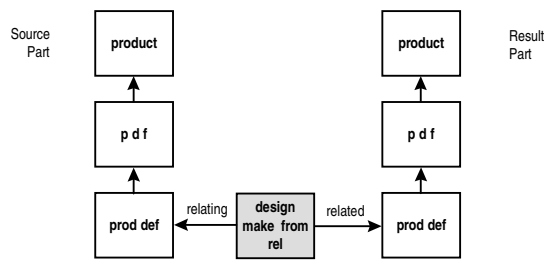 Source
Part
product
product
Result
Part
p d f
p d f
prod def
relating
design
make from
rel
related
prod def